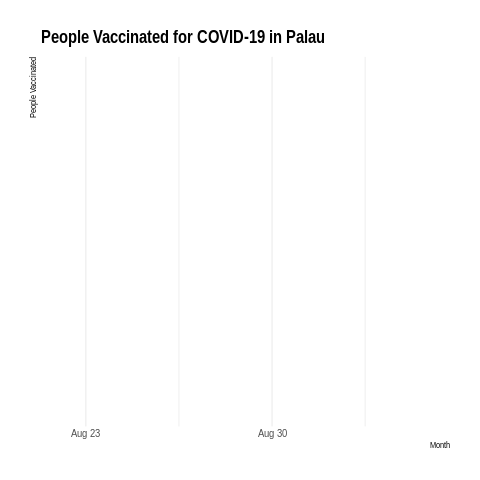 People Vaccinated for COVID-19 in Palau
People Vaccinated
Aug 23
Aug 30
Month